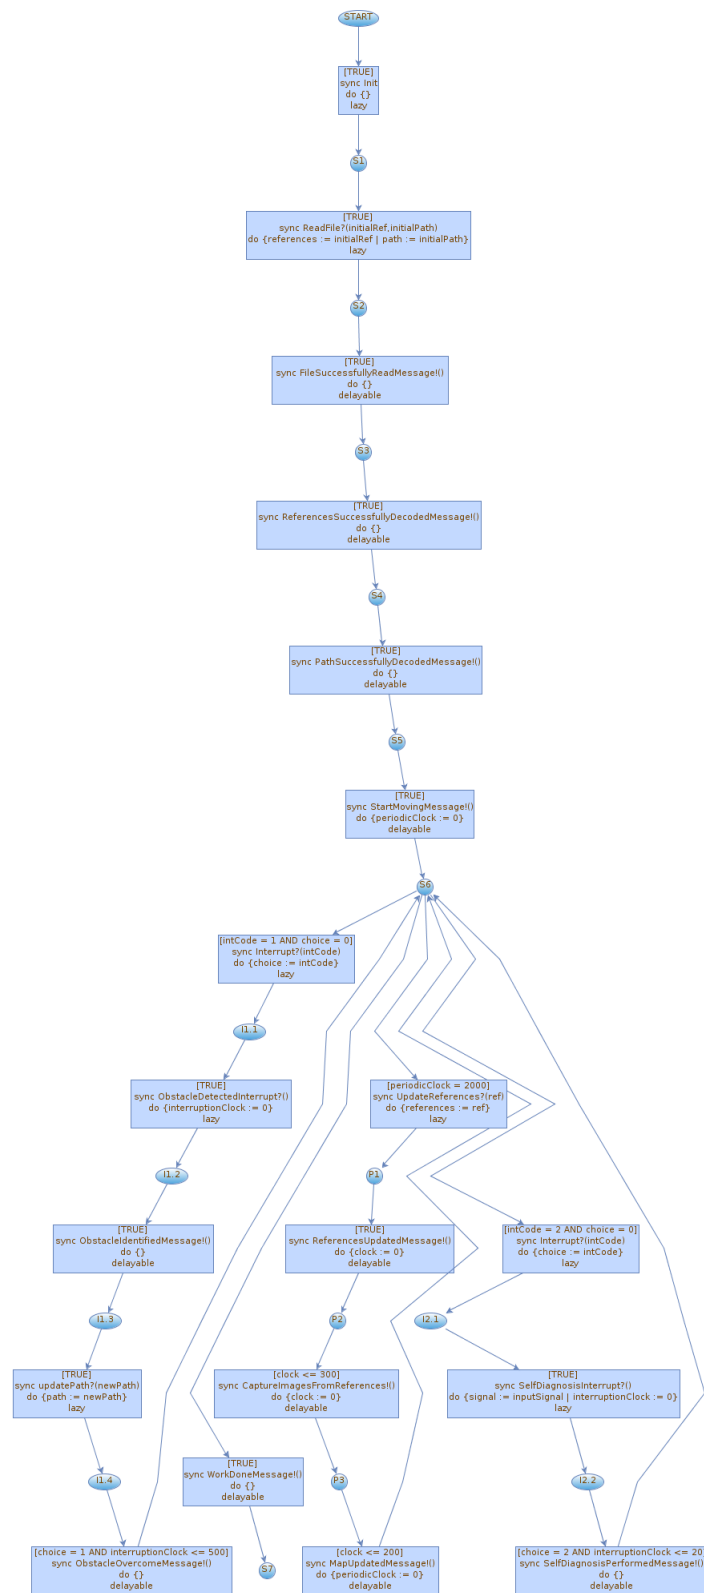 START
[TRUE]
sync Init
do {}
lazy
S1
[TRUE]
sync ReadFile?(initialRef,initialPath)
do {references := initialRef | path := initialPath}
lazy
S2
[TRUE]
sync FileSuccessfullyReadMessage!()
do {}
delayable
S3
[TRUE]
sync ReferencesSuccessfullyDecodedMessage!()
do {}
delayable
S4
[TRUE]
sync PathSuccessfullyDecodedMessage!()
do {}
delayable
S5
[TRUE]
sync StartMovingMessage!()
do {periodicClock := 0}
delayable
S6
[intCode = 1 AND choice = 0]
sync Interrupt?(intCode)
do {choice := intCode}
lazy
I1.1
[TRUE]
sync ObstacleDetectedInterrupt?()
do {interruptionClock := 0}
lazy
[periodicClock = 2000]
sync UpdateReferences?(ref)
do {references := ref}
lazy
I1.2
P1
[TRUE]
sync ObstacleIdentifiedMessage!()
do {}
delayable
[TRUE]
sync ReferencesUpdatedMessage!()
do {clock := 0}
delayable
[intCode = 2 AND choice = 0]
sync Interrupt?(intCode)
do {choice := intCode}
lazy
I1.3
P2
I2.1
[TRUE]
sync updatePath?(newPath)
do {path := newPath}
lazy
[clock <= 300]
sync CaptureImagesFromReferences!()
do {clock := 0}
delayable
[TRUE]
sync SelfDiagnosisInterrupt?()
do {signal := inputSignal | interruptionClock := 0}
lazy
I1.4
[TRUE]
sync WorkDoneMessage!()
do {}
delayable
P3
I2.2
[choice = 1 AND interruptionClock <= 500]
sync ObstacleOvercomeMessage!()
do {}
delayable
S7
[clock <= 200]
sync MapUpdatedMessage!()
do {periodicClock := 0}
delayable
[choice = 2 AND interruptionClock <= 20]
sync SelfDiagnosisPerformedMessage!()
do {}
delayable